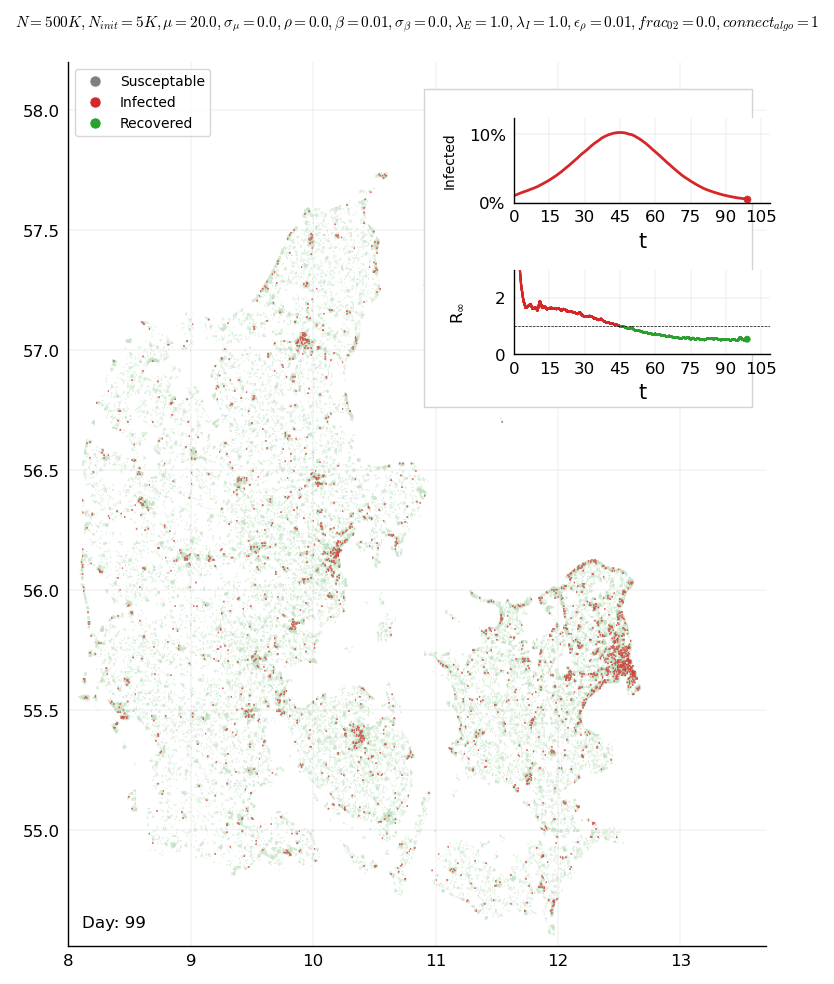 N = 500K, N_init = 5K, μ = 20.0, σ_μ = 0.0, ρ = 0.0, β = 0.01, σ_β = 0.0, λ_E = 1.0, λ_I = 1.0, ϵ_ρ = 0.01, frac_02 = 0.0, connect_algo = 1
Susceptable
Infected
Recovered
58.0
57.5
57.0
56.5
56.0
55.5
55.0
8 9 10 11 12 13
Day: 99
Infected
10%
0%
0 15 30 45 60 75 90 105
t
R∞
2
0
0 15 30 45 60 75 90 105
t